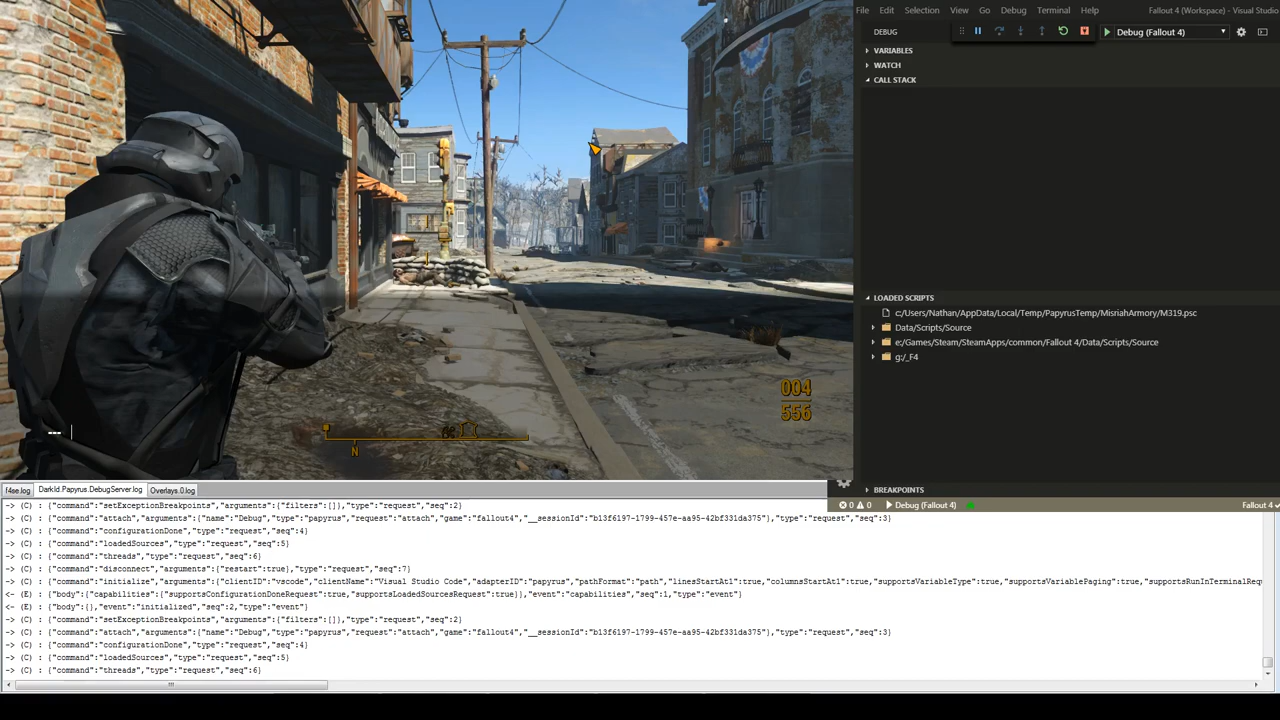 File Edit Selection View Go Debug Terminal Help Fallout 4 (Workspace) - Visual Studio
DEBUG
Debug (Fallout 4)
VARIABLES
WATCH
CALL STACK
LOADED SCRIPTS
c:/Users/Nathan/AppData/Local/Temp/PapyrusTemp/MisriahArmory/M319.psc
Data/Scripts/Source
e:/Games/Steam/SteamApps/common/Fallout 4/Data/Scripts/Source
g:/_F4
004
556
N
BREAKPOINTS
0 0 Debug (Fallout 4) Fallout 4
f4se.log DarkId.Papyrus.DebugServer.log Overlays.0.log
-> (C) : {"command":"setExceptionBreakpoints","arguments":{"filters":[]},"type":"request","seq":2}
-> (C) : {"command":"attach","arguments":{"name":"Debug","type":"papyrus","request":"attach","game":"fallout4","__sessionId":"b13f6197-1799-457e-aa95-42bf331da375"},"type":"request","seq":3}
-> (C) : {"command":"configurationDone","type":"request","seq":4}
-> (C) : {"command":"loadedSources","type":"request","seq":5}
-> (C) : {"command":"threads","type":"request","seq":6}
-> (C) : {"command":"disconnect","arguments":{"restart":true},"type":"request","seq":7}
-> (C) : {"command":"initialize","arguments":{"clientID":"vscode","clientName":"Visual Studio Code","adapterID":"papyrus","pathFormat":"path","linesStartAt1":true,"columnsStartAt1":true,"supportsVariableType":true,"supportsVariablePaging":true,"supportsRunInTerminalReq
<- (E) : {"body":{"capabilities":{"supportsConfigurationDoneRequest":true,"supportsLoadedSourcesRequest":true}},"event":"capabilities","seq":1,"type":"event"}
<- (E) : {"body":{},"event":"initialized","seq":2,"type":"event"}
-> (C) : {"command":"setExceptionBreakpoints","arguments":{"filters":[]},"type":"request","seq":2}
-> (C) : {"command":"attach","arguments":{"name":"Debug","type":"papyrus","request":"attach","game":"fallout4","__sessionId":"b13f6197-1799-457e-aa95-42bf331da375"},"type":"request","seq":3}
-> (C) : {"command":"configurationDone","type":"request","seq":4}
-> (C) : {"command":"loadedSources","type":"request","seq":5}
-> (C) : {"command":"threads","type":"request","seq":6}